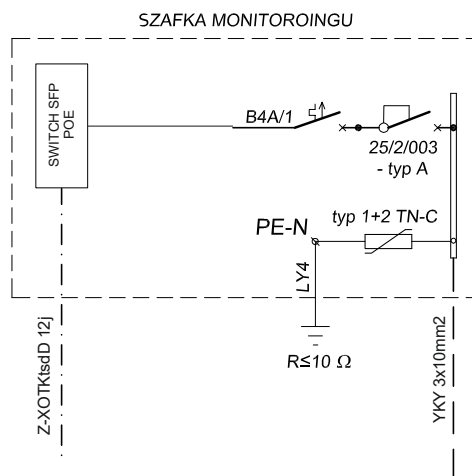 SZAFKA MONITOROINGU
SWITCH SFP
POE
B4A/1
25/2/003
- typ A
typ 1+2 TN-C
PE-N
LY4
R≤10 Ω
Z-XOTKtsdD 12j
YKY 3x10mm2